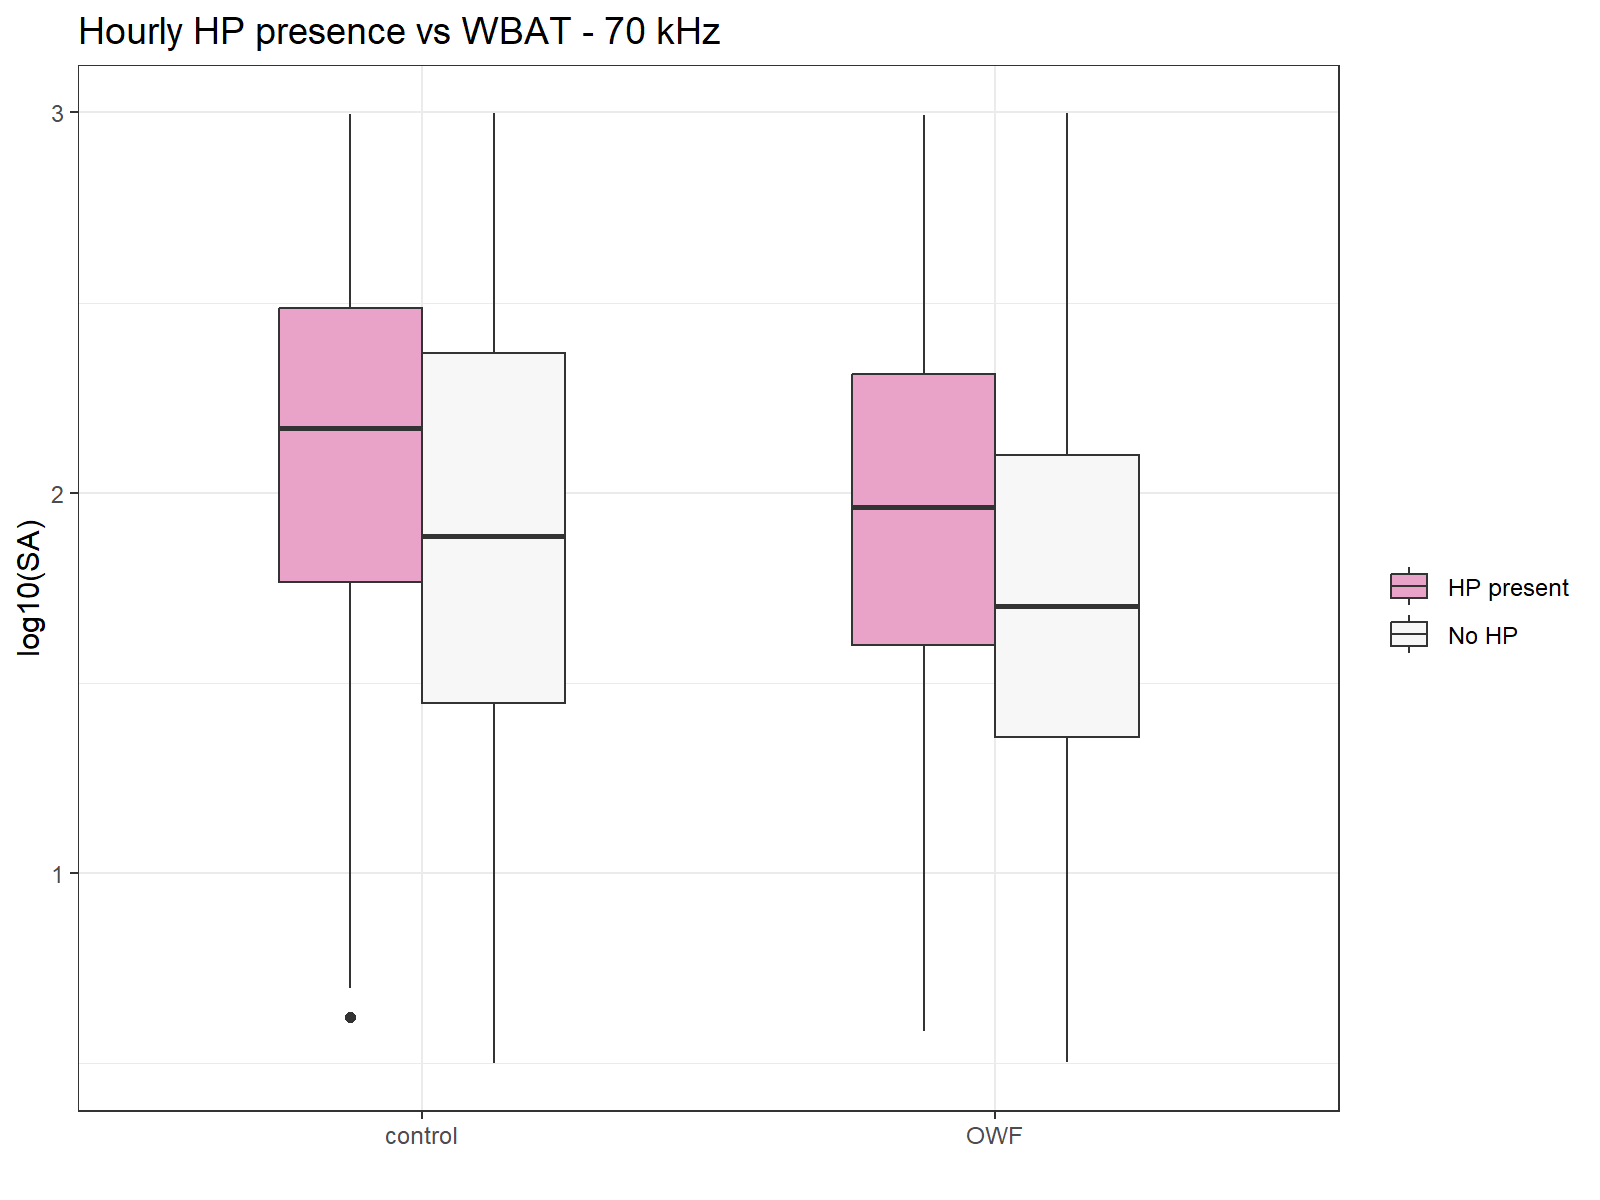 Hourly HP presence vs WBAT - 70 kHz
3
2
1
log10(SA)
control
OWF
HP present
No HP